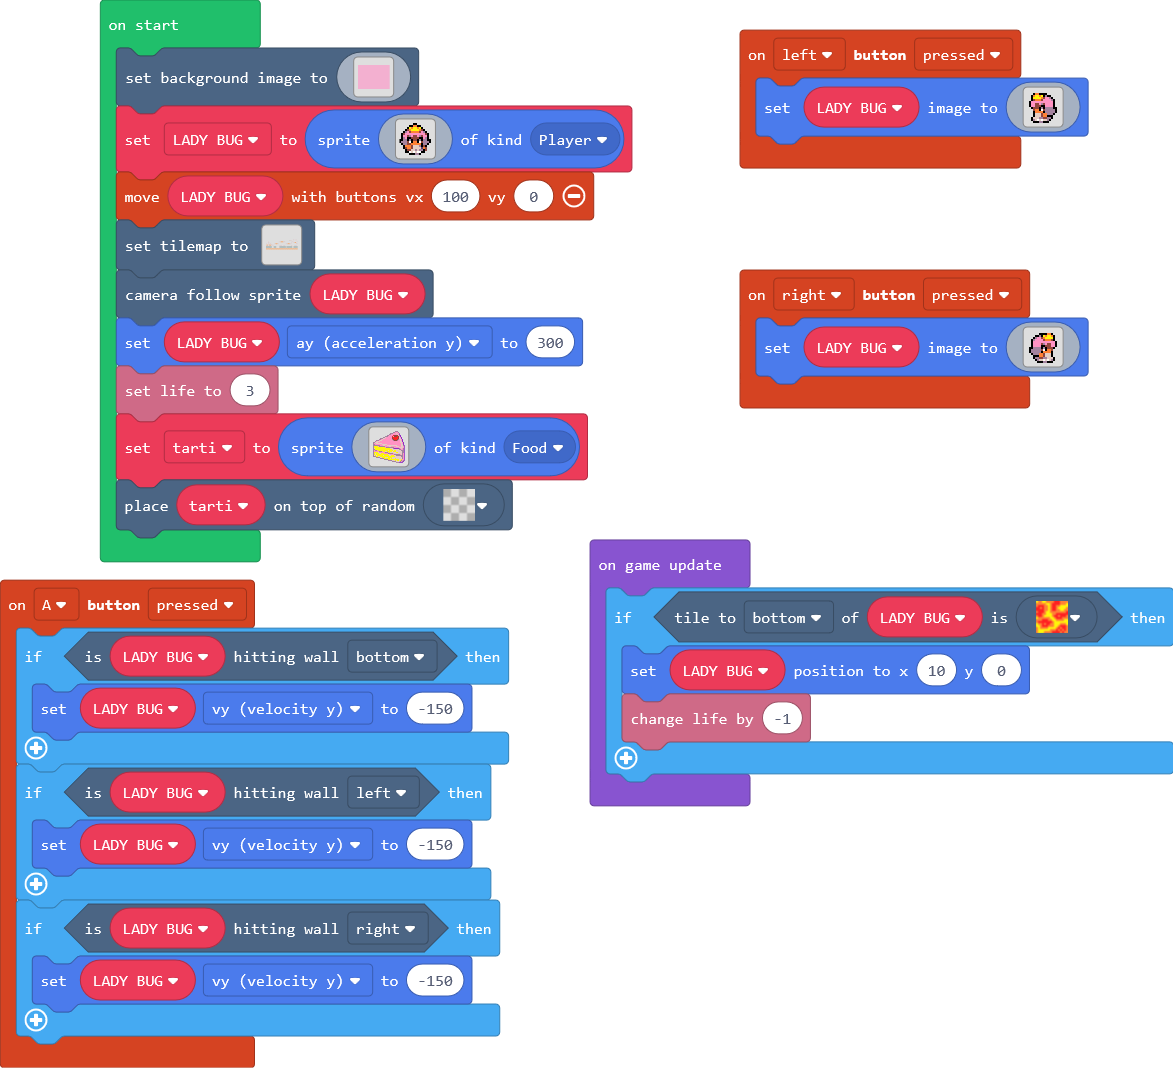 on start
set background image to
set LADY BUG to sprite of kind Player
move LADY BUG with buttons vx 100 vy 0
set tilemap to
camera follow sprite LADY BUG
set LADY BUG ay (acceleration y) to 300
set life to 3
set tarti to sprite of kind Food
place tarti on top of random
on left button pressed
set LADY BUG image to
on right button pressed
set LADY BUG image to
on A button pressed
if is LADY BUG hitting wall bottom then
set LADY BUG vy (velocity y) to -150
if is LADY BUG hitting wall left then
set LADY BUG vy (velocity y) to -150
if is LADY BUG hitting wall right then
set LADY BUG vy (velocity y) to -150
on game update
if tile to bottom of LADY BUG is then
set LADY BUG position to x 10 y 0
change life by -1